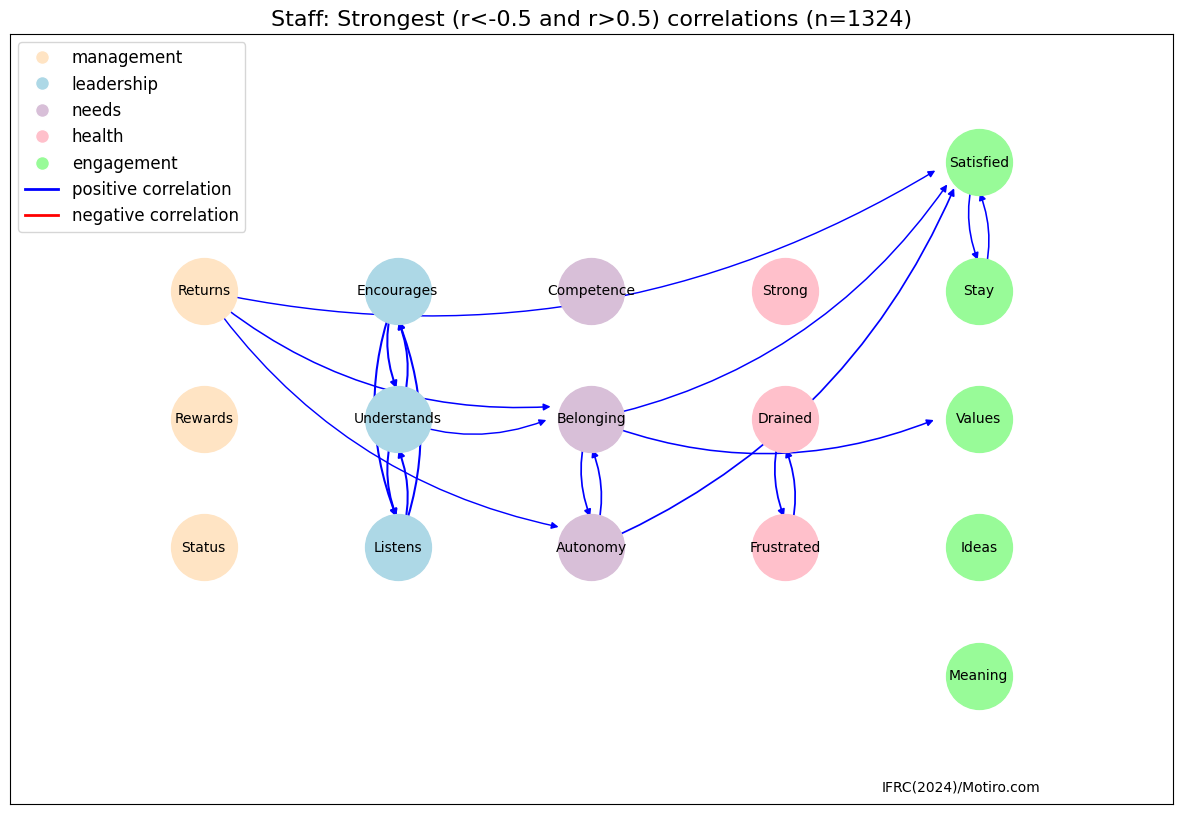 Staff: Strongest (r<-0.5 and r>0.5) correlations (n=1324)
management
leadership
needs
health
engagement
positive correlation
negative correlation
Satisfied
Returns
Encourages
Competence
Strong
Stay
Rewards
Understands
Belonging
Drained
Values
Status
Listens
Autonomy
Frustrated
Ideas
Meaning
IFRC(2024)/Motiro.com